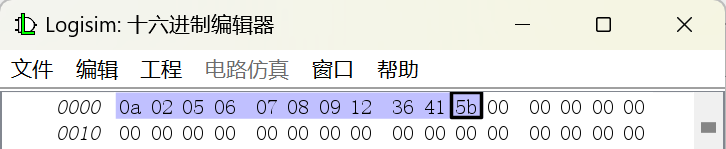 Logisim: 十六进制编辑器
文件 编辑 工程 电路仿真 窗口 帮助
0000 0a 02 05 06 07 08 09 12 36 41 5b 00 00 00 00 00
0010 00 00 00 00 00 00 00 00 00 00 00 00 00 00 00 00